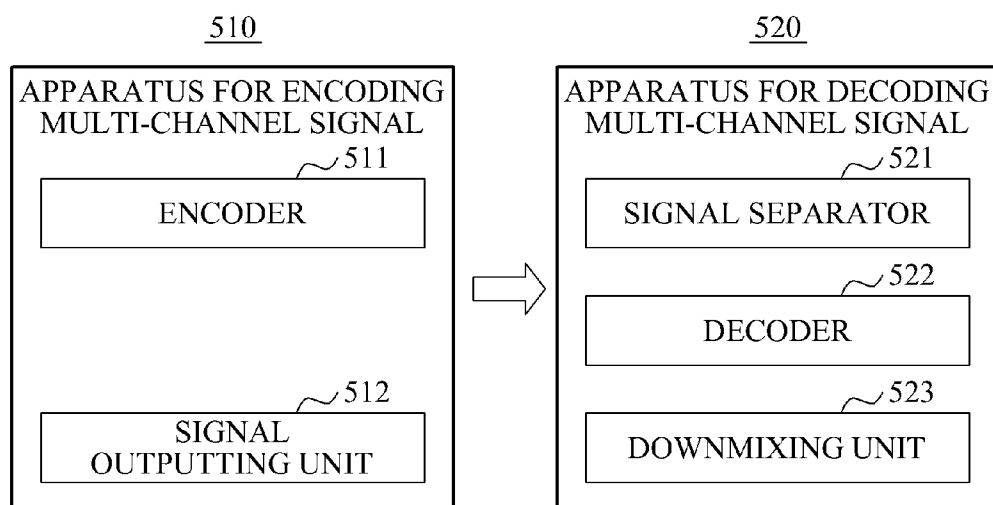 510
APPARATUS FOR ENCODING
MULTI-CHANNEL SIGNAL
511
ENCODER
512
SIGNAL
OUTPUTTING UNIT
520
APPARATUS FOR DECODING
MULTI-CHANNEL SIGNAL
521
SIGNAL SEPARATOR
522
DECODER
523
DOWNMIXING UNIT